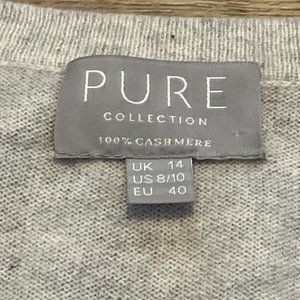 PURE
COLLECTION
100% CASHMERE
UK 14
US 8/10
EU 40